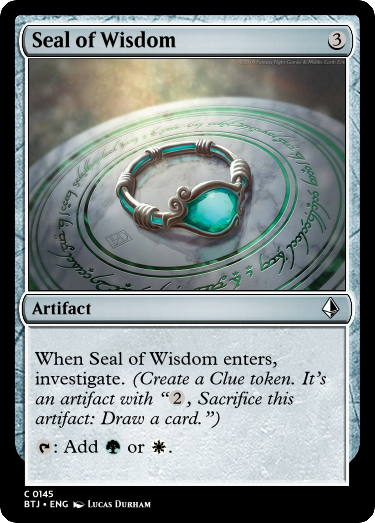 Seal of Wisdom 3
Artifact
When Seal of Wisdom enters,
investigate. (Create a Clue token. It's
an artifact with “2, Sacrifice this
artifact: Draw a card.”)
: Add or .
C 0145
BTJ • ENG Lucas Durham